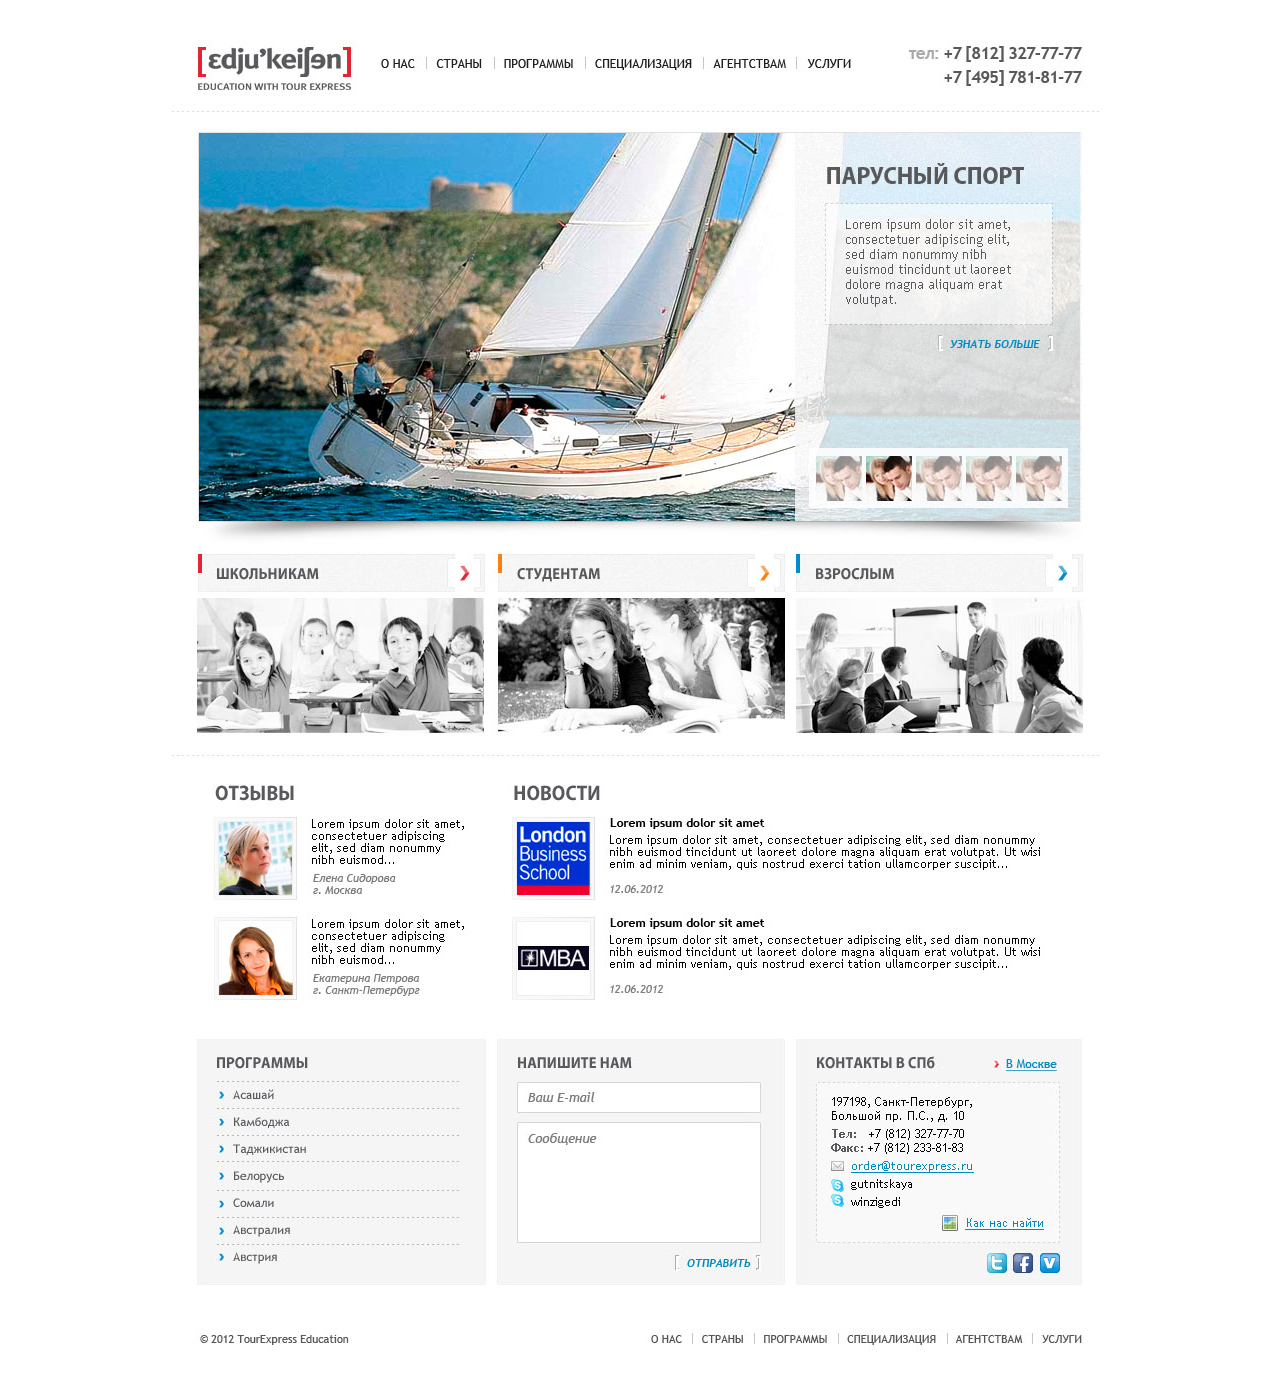 [ɛdju’keiʃən]
EDUCATION WITH TOUR EXPRESS
О НАС
СТРАНЫ
ПРОГРАММЫ
СПЕЦИАЛИЗАЦИЯ
АГЕНТСТВАМ
УСЛУГИ
тел: +7 [812] 327-77-77
+7 [495] 781-81-77
ПАРУСНЫЙ СПОРТ
Lorem ipsum dolor sit amet,
consectetuer adipiscing elit,
sed diam nonummy nibh
euismod tincidunt ut laoreet
dolore magna aliquam erat
volutpat.
УЗНАТЬ БОЛЬШЕ
ШКОЛЬНИКАМ
СТУДЕНТАМ
ВЗРОСЛЫМ
ОТЗЫВЫ
Lorem ipsum dolor sit amet,
consectetuer adipiscing
elit, sed diam nonummy
nibh euismod...
Елена Сидорова
г. Москва
Lorem ipsum dolor sit amet,
consectetuer adipiscing
elit, sed diam nonummy
nibh euismod...
Екатерина Петрова
г. Санкт-Петербург
НОВОСТИ
London
Business
School
Lorem ipsum dolor sit amet
Lorem ipsum dolor sit amet, consectetuer adipiscing elit, sed diam nonummy
nibh euismod tincidunt ut laoreet dolore magna aliquam erat volutpat. Ut wisi
enim ad minim veniam, quis nostrud exerci tation ullamcorper suscipit...
12.06.2012
MBA
Lorem ipsum dolor sit amet
Lorem ipsum dolor sit amet, consectetuer adipiscing elit, sed diam nonummy
nibh euismod tincidunt ut laoreet dolore magna aliquam erat volutpat. Ut wisi
enim ad minim veniam, quis nostrud exerci tation ullamcorper suscipit...
12.06.2012
ПРОГРАММЫ
Асашай
Камбоджа
Таджикистан
Белорусь
Сомали
Австралия
Австрия
НАПИШИТЕ НАМ
Ваш E-mail
Сообщение
ОТПРАВИТЬ
КОНТАКТЫ В СПб
В Москве
197198, Санкт-Петербург,
Большой пр. П.С., д. 10
Тел: +7 (812) 327-77-70
Факс: +7 (812) 233-81-83
order@tourexpress.ru
gutnitskaya
winzigedi
Как нас найти
© 2012 TourExpress Education
О НАС
СТРАНЫ
ПРОГРАММЫ
СПЕЦИАЛИЗАЦИЯ
АГЕНТСТВАМ
УСЛУГИ